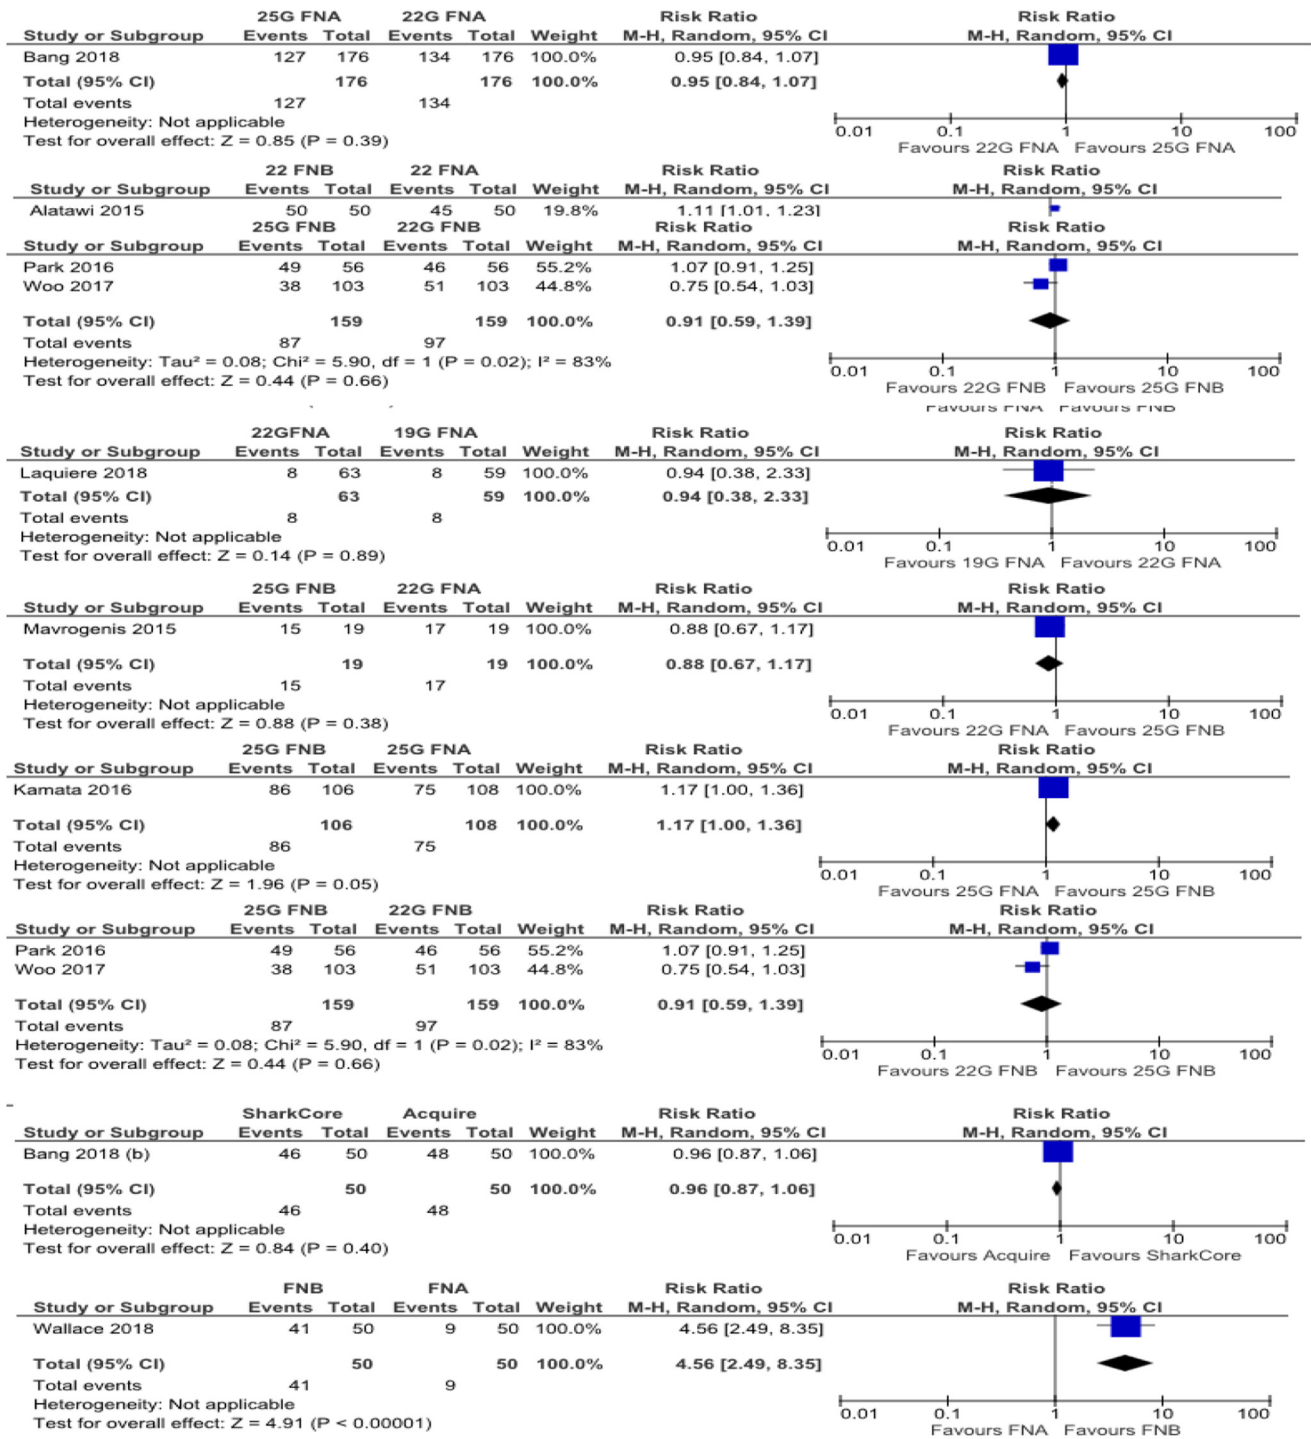 25G FNA 22G FNA Risk Ratio Risk Ratio
Study or Subgroup Events Total Events Total Weight M-H, Random, 95% CI M-H, Random, 95% CI
Bang 2018 127 176 134 176 100.0% 0.95 [0.84, 1.07]
Total (95% CI) 176 176 100.0% 0.95 [0.84, 1.07]
Total events 127 134
Heterogeneity: Not applicable
Test for overall effect: Z = 0.85 (P = 0.39)
0.01 0.1 1 10 100
Favours 22G FNA Favours 25G FNA
22 FNB 22 FNA Risk Ratio Risk Ratio
Study or Subgroup Events Total Events Total Weight M-H, Random, 95% CI M-H, Random, 95% CI
Alatawi 2015 50 50 45 50 19.8% 1.11 [1.01, 1.23]
25G FNB 22G FNB Risk Ratio Risk Ratio
Study or Subgroup Events Total Events Total Weight M-H, Random, 95% CI M-H, Random, 95% CI
Park 2016 49 56 46 56 55.2% 1.07 [0.91, 1.25]
Woo 2017 38 103 51 103 44.8% 0.75 [0.54, 1.03]
Total (95% CI) 159 159 100.0% 0.91 [0.59, 1.39]
Total events 87 97
Heterogeneity: Tau² = 0.08; Chi² = 5.90, df = 1 (P = 0.02); I² = 83%
Test for overall effect: Z = 0.44 (P = 0.66)
0.01 0.1 1 10 100
Favours 22G FNB Favours 25G FNB
Favours FNA Favours FNB
22GFNA 19G FNA Risk Ratio Risk Ratio
Study or Subgroup Events Total Events Total Weight M-H, Random, 95% CI M-H, Random, 95% CI
Laquiere 2018 8 63 8 59 100.0% 0.94 [0.38, 2.33]
Total (95% CI) 63 59 100.0% 0.94 [0.38, 2.33]
Total events 8 8
Heterogeneity: Not applicable
Test for overall effect: Z = 0.14 (P = 0.89)
0.01 0.1 1 10 100
Favours 19G FNA Favours 22G FNA
25G FNB 22G FNA Risk Ratio Risk Ratio
Study or Subgroup Events Total Events Total Weight M-H, Random, 95% CI M-H, Random, 95% CI
Mavrogenis 2015 15 19 17 19 100.0% 0.88 [0.67, 1.17]
Total (95% CI) 19 19 100.0% 0.88 [0.67, 1.17]
Total events 15 17
Heterogeneity: Not applicable
Test for overall effect: Z = 0.88 (P = 0.38)
0.01 0.1 1 10 100
Favours 22G FNA Favours 25G FNB
25G FNB 25G FNA Risk Ratio Risk Ratio
Study or Subgroup Events Total Events Total Weight M-H, Random, 95% CI M-H, Random, 95% CI
Kamata 2016 86 106 75 108 100.0% 1.17 [1.00, 1.36]
Total (95% CI) 106 108 100.0% 1.17 [1.00, 1.36]
Total events 86 75
Heterogeneity: Not applicable
Test for overall effect: Z = 1.96 (P = 0.05)
0.01 0.1 1 10 100
Favours 25G FNA Favours 25G FNB
25G FNB 22G FNB Risk Ratio Risk Ratio
Study or Subgroup Events Total Events Total Weight M-H, Random, 95% CI M-H, Random, 95% CI
Park 2016 49 56 46 56 55.2% 1.07 [0.91, 1.25]
Woo 2017 38 103 51 103 44.8% 0.75 [0.54, 1.03]
Total (95% CI) 159 159 100.0% 0.91 [0.59, 1.39]
Total events 87 97
Heterogeneity: Tau² = 0.08; Chi² = 5.90, df = 1 (P = 0.02); I² = 83%
Test for overall effect: Z = 0.44 (P = 0.66)
0.01 0.1 1 10 100
Favours 22G FNB Favours 25G FNB
SharkCore Acquire Risk Ratio Risk Ratio
Study or Subgroup Events Total Events Total Weight M-H, Random, 95% CI M-H, Random, 95% CI
Bang 2018 (b) 46 50 48 50 100.0% 0.96 [0.87, 1.06]
Total (95% CI) 50 50 100.0% 0.96 [0.87, 1.06]
Total events 46 48
Heterogeneity: Not applicable
Test for overall effect: Z = 0.84 (P = 0.40)
0.01 0.1 1 10 100
Favours Acquire Favours SharkCore
FNB FNA Risk Ratio Risk Ratio
Study or Subgroup Events Total Events Total Weight M-H, Random, 95% CI M-H, Random, 95% CI
Wallace 2018 41 50 9 50 100.0% 4.56 [2.49, 8.35]
Total (95% CI) 50 50 100.0% 4.56 [2.49, 8.35]
Total events 41 9
Heterogeneity: Not applicable
Test for overall effect: Z = 4.91 (P < 0.00001)
0.01 0.1 1 10 100
Favours FNA Favours FNB